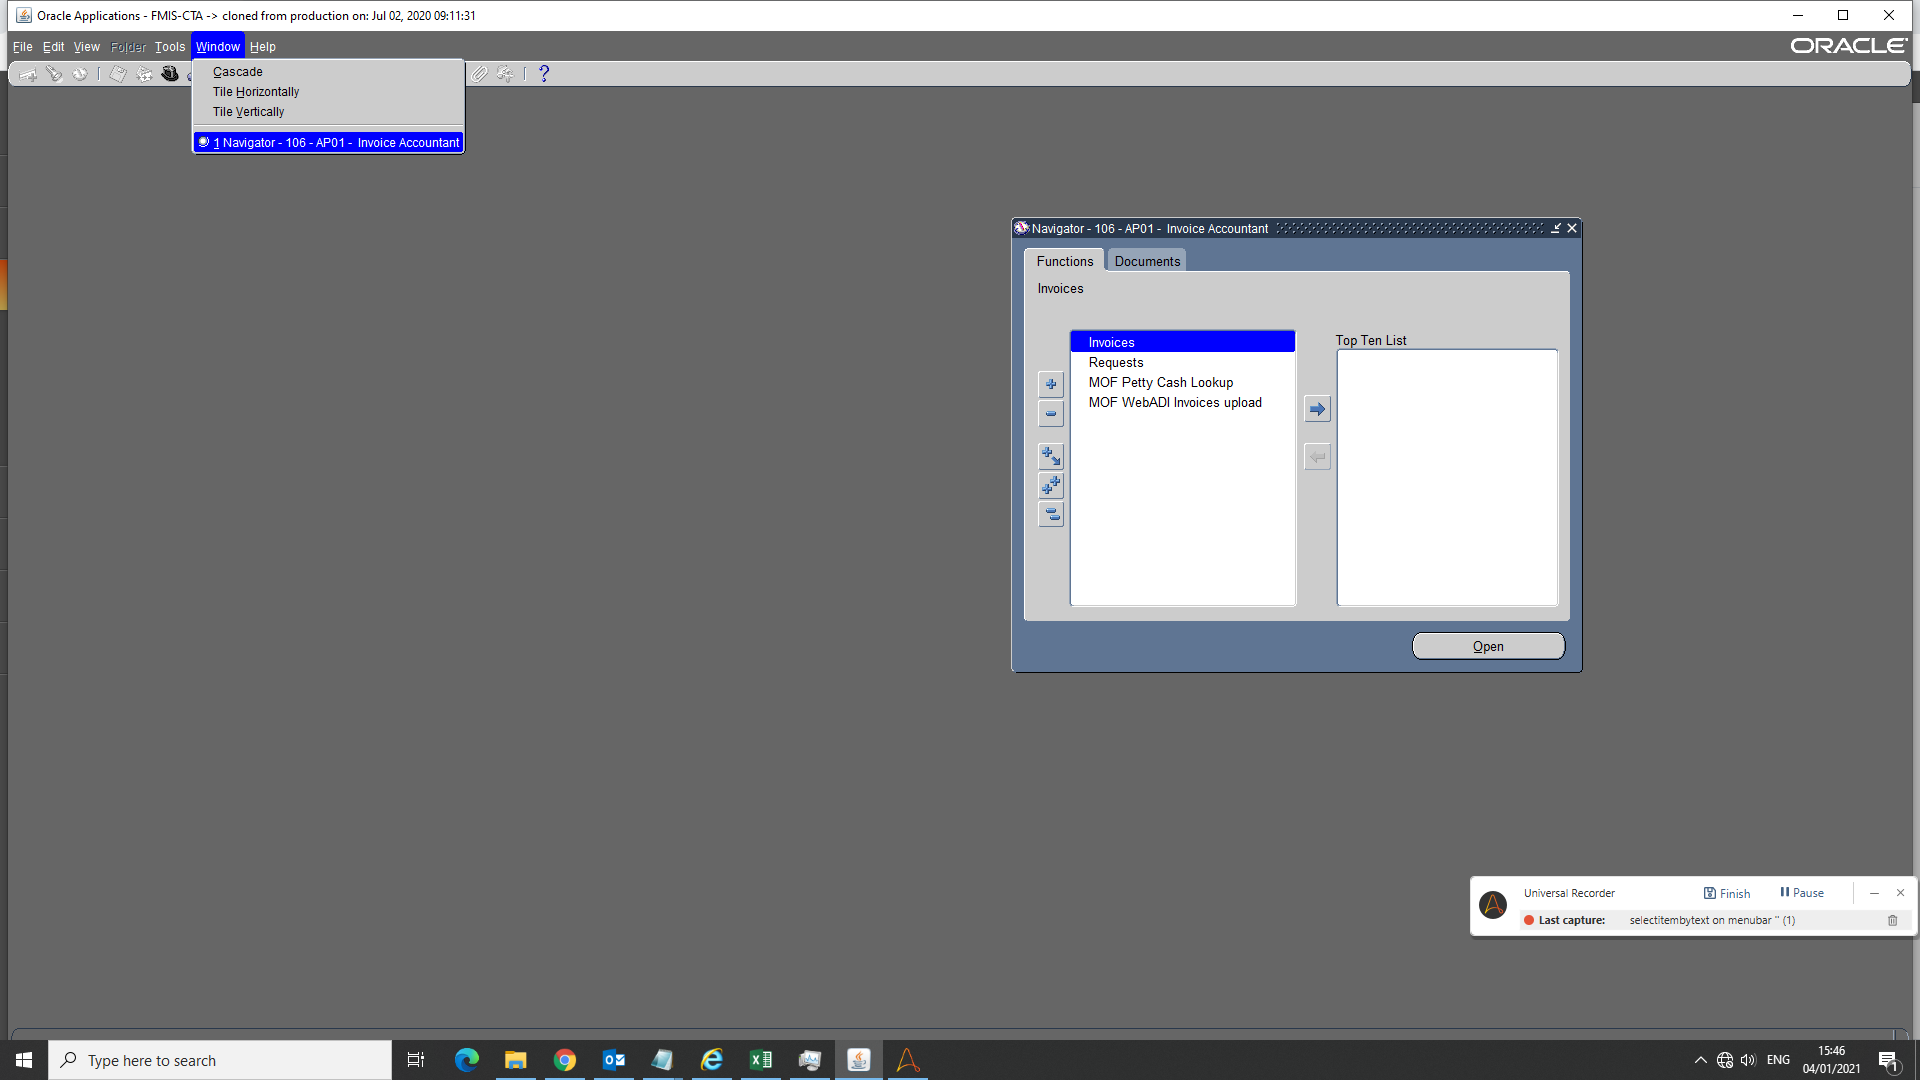 Oracle Applications - FMIS-CTA -> cloned from production on: Jul 02, 2020 09:11:31
File Edit View Folder Tools Window Help
ORACLE
Cascade
Tile Horizontally
Tile Vertically
1 Navigator - 106 - AP01 - Invoice Accountant
Navigator - 106 - AP01 - Invoice Accountant
Functions Documents
Invoices
Invoices
Requests
MOF Petty Cash Lookup
MOF WebADI Invoices upload
Top Ten List
Open
Universal Recorder Finish Pause
Last capture: selectitembytext on menubar '' (1)
Type here to search
ENG
15:46
04/01/2021
1